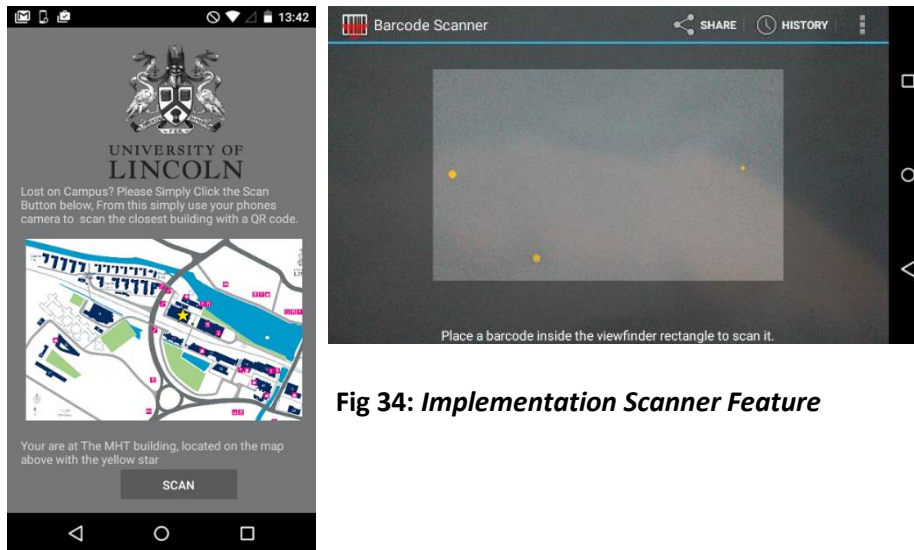 13:42
UNIVERSITY OF
LINCOLN
Lost on Campus? Please Simply Click the Scan
Button below, From this simply use your phones
camera to scan the closest building with a QR code.
Your are at The MHT building, located on the map
above with the yellow star
SCAN
Barcode Scanner
SHARE
HISTORY
Place a barcode inside the viewfinder rectangle to scan it.
Fig 34: Implementation Scanner Feature